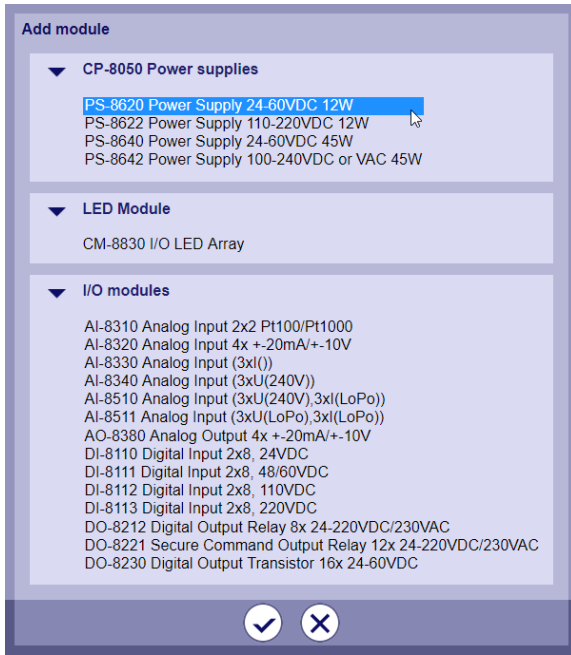 Add module
CP-8050 Power supplies
PS-8620 Power Supply 24-60VDC 12W
PS-8622 Power Supply 110-220VDC 12W
PS-8640 Power Supply 24-60VDC 45W
PS-8642 Power Supply 100-240VDC or VAC 45W
LED Module
CM-8830 I/O LED Array
I/O modules
AI-8310 Analog Input 2x2 Pt100/Pt1000
AI-8320 Analog Input 4x +-20mA/+-10V
AI-8330 Analog Input (3xI())
AI-8340 Analog Input (3xU(240V))
AI-8510 Analog Input (3xU(240V),3xI(LoPo))
AI-8511 Analog Input (3xU(LoPo),3xI(LoPo))
AO-8380 Analog Output 4x +-20mA/+-10V
DI-8110 Digital Input 2x8, 24VDC
DI-8111 Digital Input 2x8, 48/60VDC
DI-8112 Digital Input 2x8, 110VDC
DI-8113 Digital Input 2x8, 220VDC
DO-8212 Digital Output Relay 8x 24-220VDC/230VAC
DO-8221 Secure Command Output Relay 12x 24-220VDC/230VAC
DO-8230 Digital Output Transistor 16x 24-60VDC